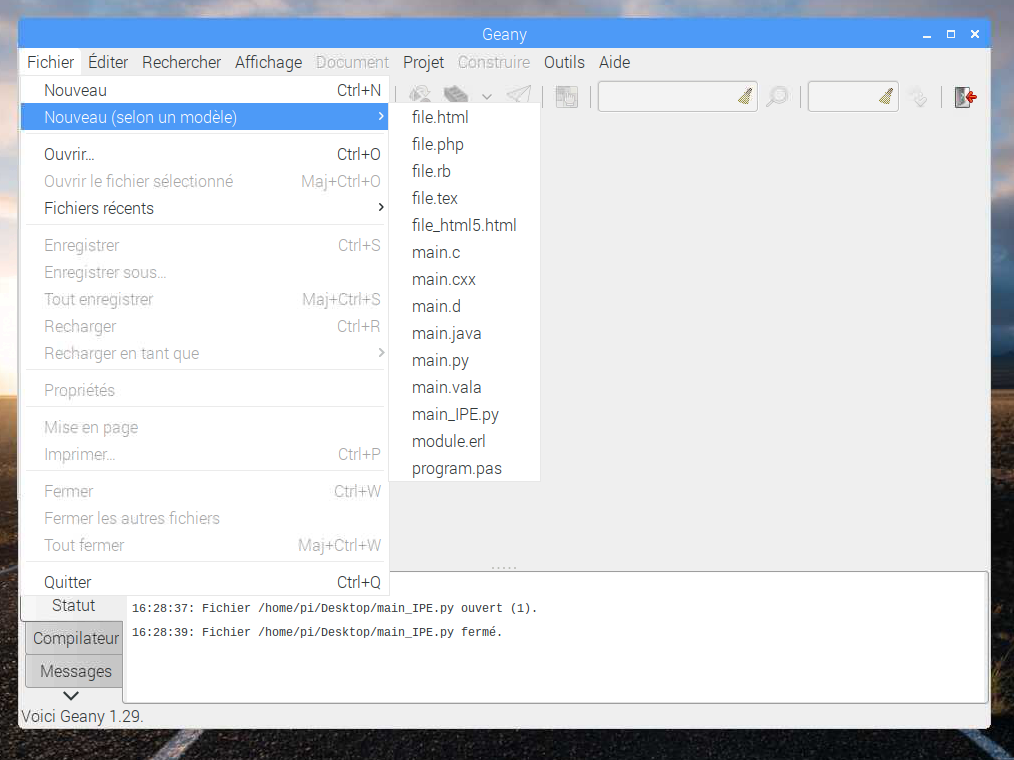 Geany
Fichier Éditer Rechercher Affichage Document Projet Construire Outils Aide
Nouveau Ctrl+N
Nouveau (selon un modèle)
Ouvrir... Ctrl+O
Ouvrir le fichier sélectionné Maj+Ctrl+O
Fichiers récents
Enregistrer Ctrl+S
Enregistrer sous...
Tout enregistrer Maj+Ctrl+S
Recharger Ctrl+R
Recharger en tant que
Propriétés
Mise en page
Imprimer... Ctrl+P
Fermer Ctrl+W
Fermer les autres fichiers
Tout fermer Maj+Ctrl+W
Quitter Ctrl+Q
file.html
file.php
file.rb
file.tex
file_html5.html
main.c
main.cxx
main.d
main.java
main.py
main.vala
main_IPE.py
module.erl
program.pas
Statut
Compilateur
Messages
16:28:37: Fichier /home/pi/Desktop/main_IPE.py ouvert (1).
16:28:39: Fichier /home/pi/Desktop/main_IPE.py fermé.
Voici Geany 1.29.